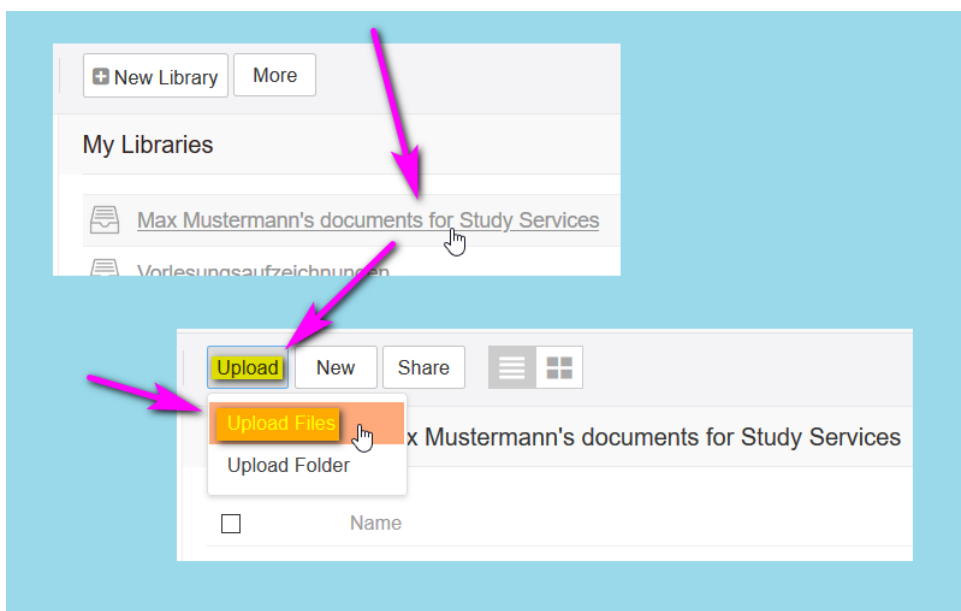 New Library More
My Libraries
Max Mustermann's documents for Study Services
Vorlesungsaufzeichnungen
Upload New Share
Upload Files
x Mustermann's documents for Study Services
Upload Folder
Name